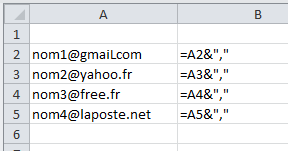 A B
1
2 nom1@gmail.com =A2&","
3 nom2@yahoo.fr =A3&","
4 nom3@free.fr =A4&","
5 nom4@laposte.net =A5&","